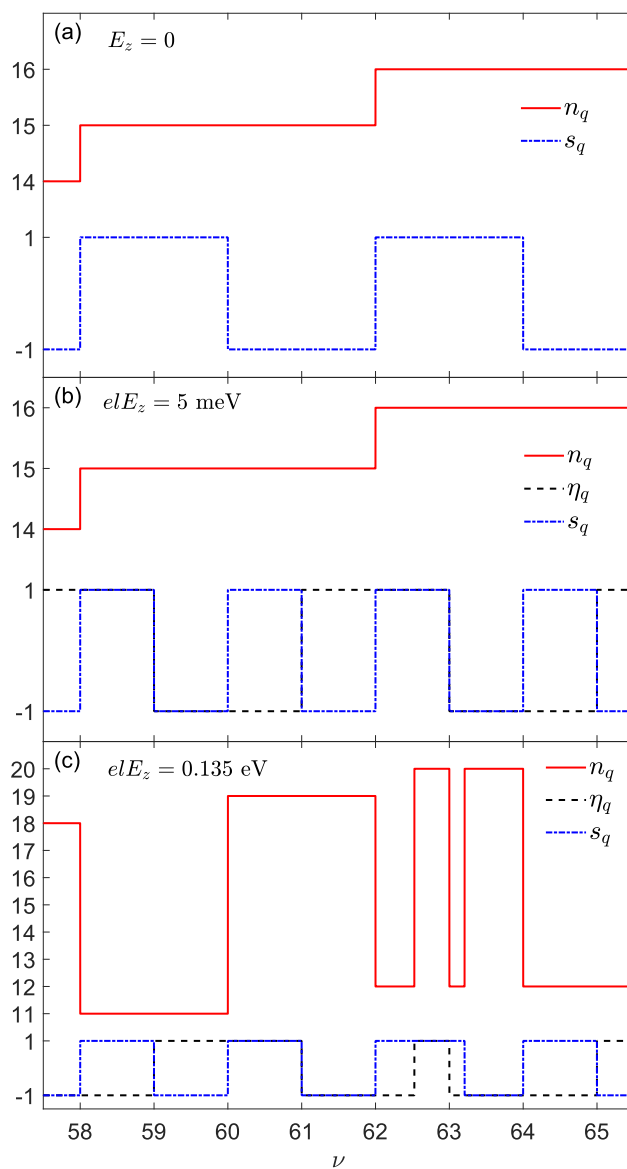 (a) E_z = 0
16
15
14
1
-1
n_q
s_q
(b) elE_z = 5 meV
16
15
14
1
-1
n_q
η_q
s_q
(c) elE_z = 0.135 eV
20
19
18
17
16
15
14
13
12
11
1
-1
n_q
η_q
s_q
58 59 60 61 62 63 64 65
ν